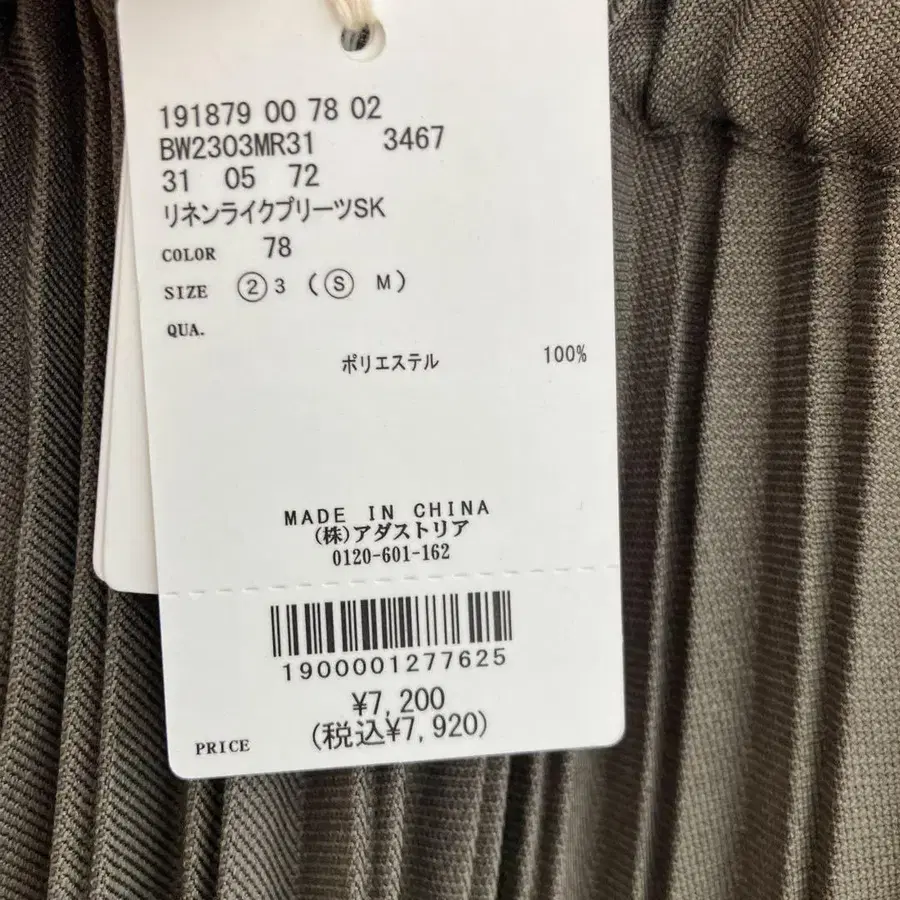 191879 00 78 02
BW2303MR31 3467
31 05 72
リネンライクプリーツSK
COLOR 78
SIZE ②3 (Ⓢ M)
QUA.
ポリエステル 100%
MADE IN CHINA
(株)アダストリア
0120-601-162
1900001277625
¥7,200
PRICE (税込¥7,920)